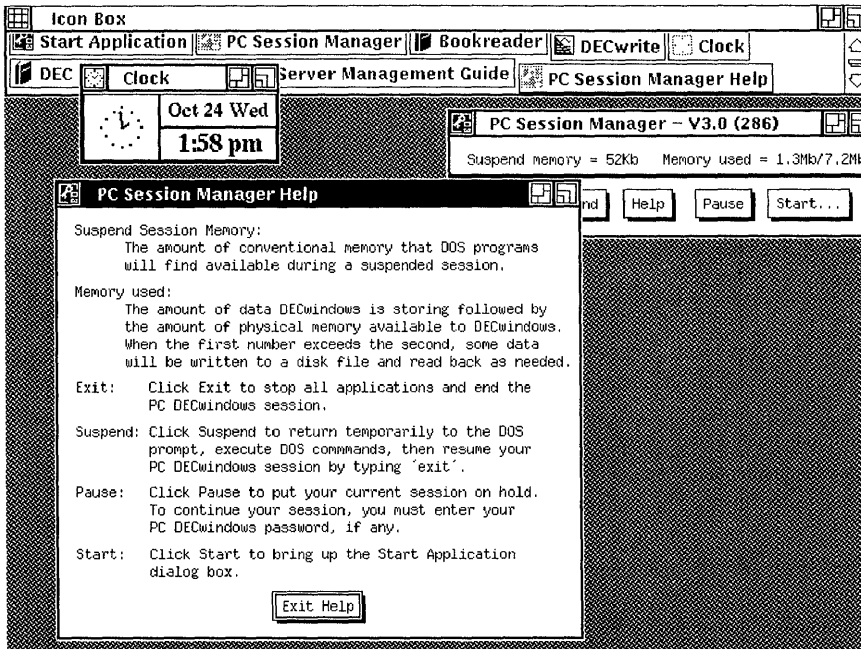 Icon Box
Start Application PC Session Manager Bookreader DECwrite Clock
DEC Server Management Guide PC Session Manager Help
Clock
Oct 24 Wed
1:58 pm
PC Session Manager – V3.0 (286)
Suspend memory = 52Kb Memory used = 1.3Mb/7.2Mb
nd Help Pause Start...
PC Session Manager Help
Suspend Session Memory:
The amount of conventional memory that DOS programs
will find available during a suspended session.
Memory used:
The amount of data DECwindows is storing followed by
the amount of physical memory available to DECwindows.
When the first number exceeds the second, some data
will be written to a disk file and read back as needed.
Exit: Click Exit to stop all applications and end the
PC DECwindows session.
Suspend: Click Suspend to return temporarily to the DOS
prompt, execute DOS commmands, then resume your
PC DECwindows session by typing ´exit´.
Pause: Click Pause to put your current session on hold.
To continue your session, you must enter your
PC DECwindows password, if any.
Start: Click Start to bring up the Start Application
dialog box.
Exit Help